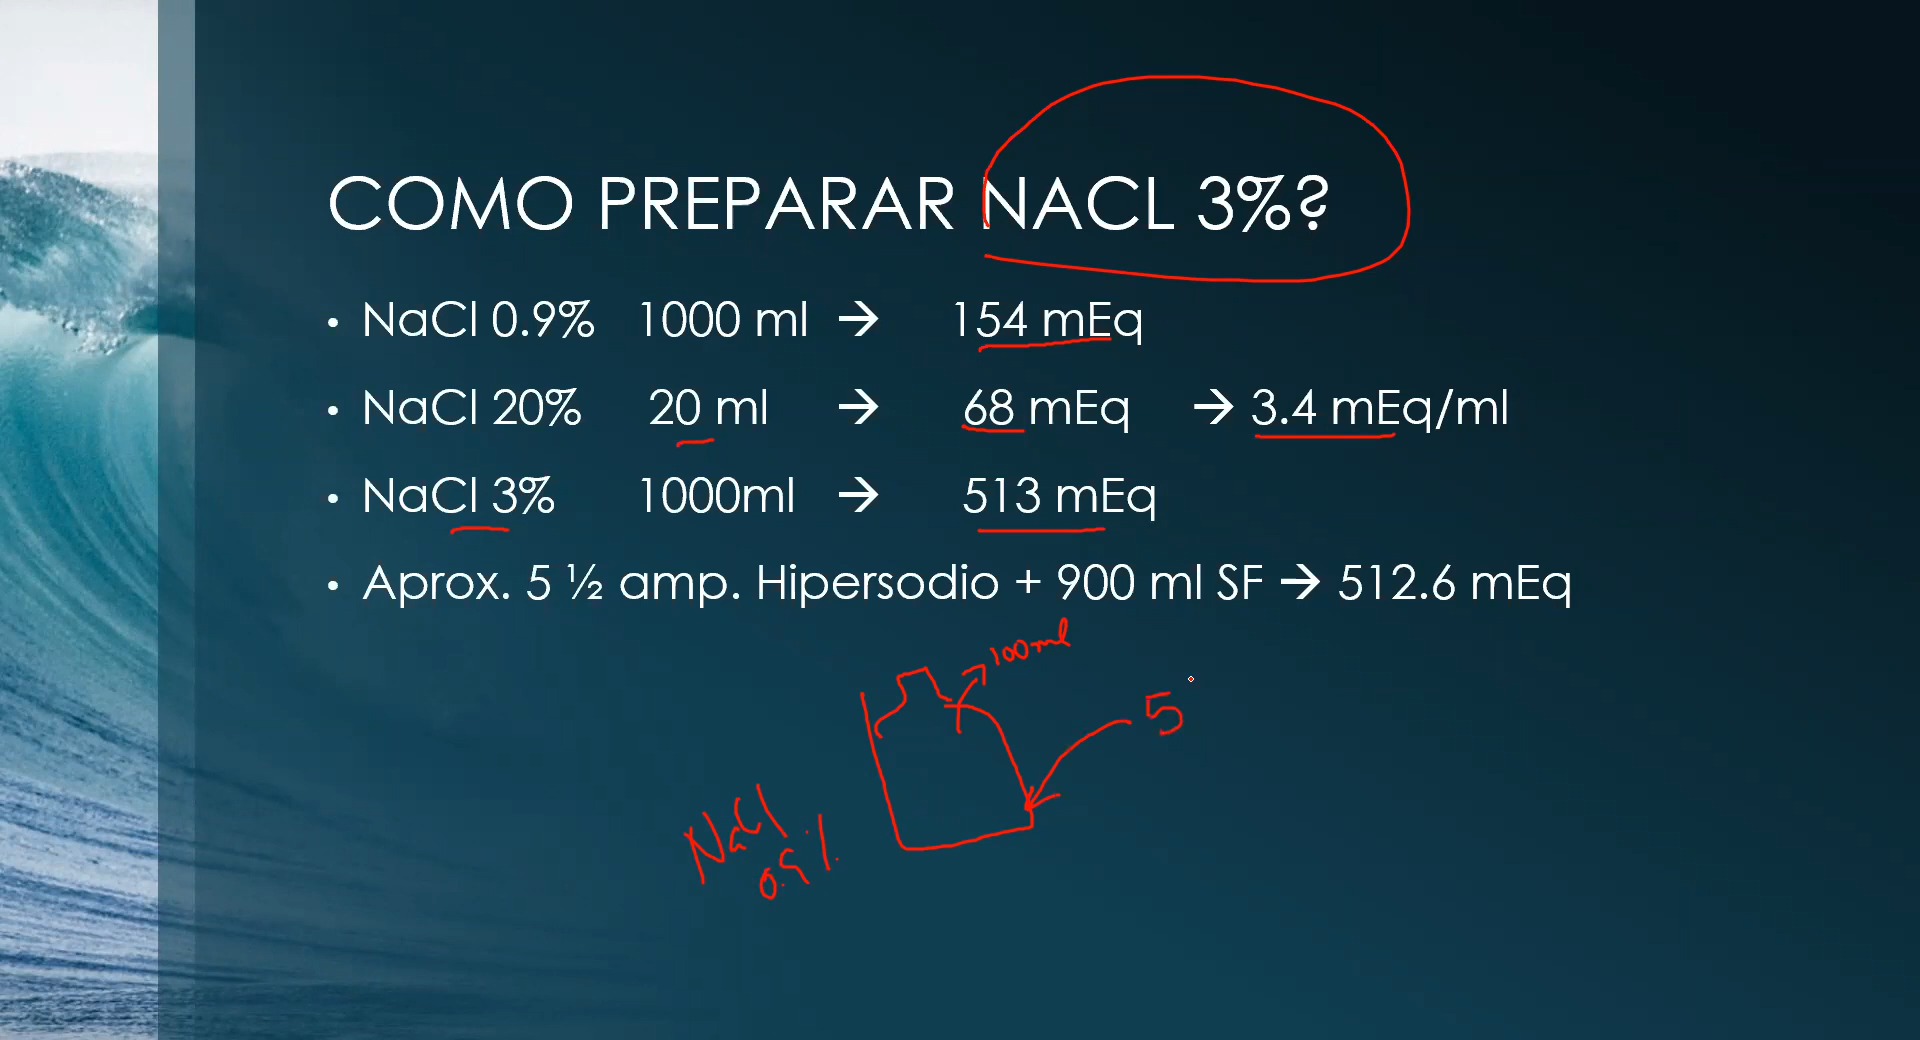 COMO PREPARAR NACL 3%?
• NaCl 0.9% 1000 ml → 154 mEq
• NaCl 20% 20 ml → 68 mEq → 3.4 mEq/ml
• NaCl 3% 1000ml → 513 mEq
• Aprox. 5 ½ amp. Hipersodio + 900 ml SF → 512.6 mEq
100ml
5
NaCl
0.9%